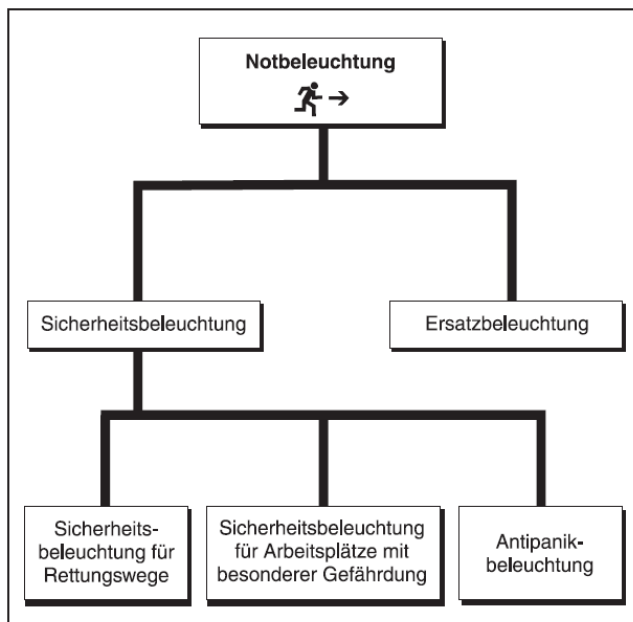 Notbeleuchtung
Sicherheitsbeleuchtung
Ersatzbeleuchtung
Sicherheits-
beleuchtung für
Rettungswege
Sicherheitsbeleuchtung
für Arbeitsplätze mit
besonderer Gefährdung
Antipanik-
beleuchtung